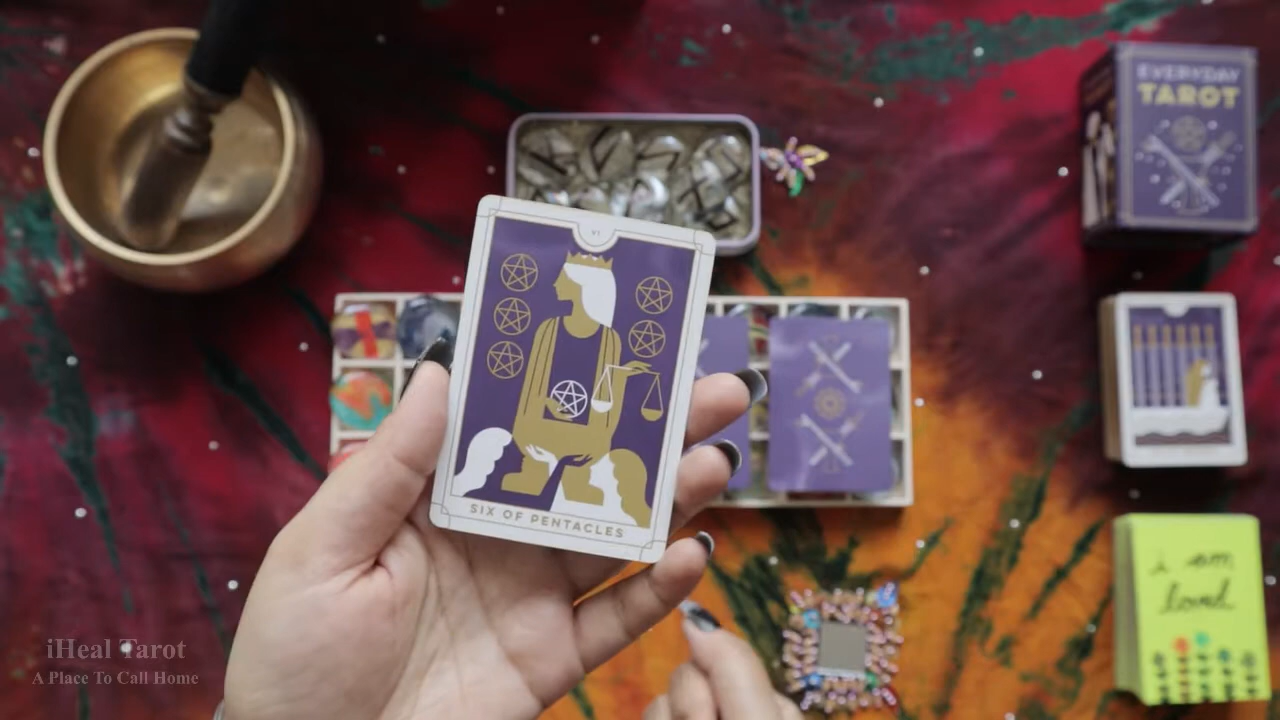 EVERYDAY
TAROT
VI
SIX OF PENTACLES
i am
loved
iHeal Tarot
A Place To Call Home